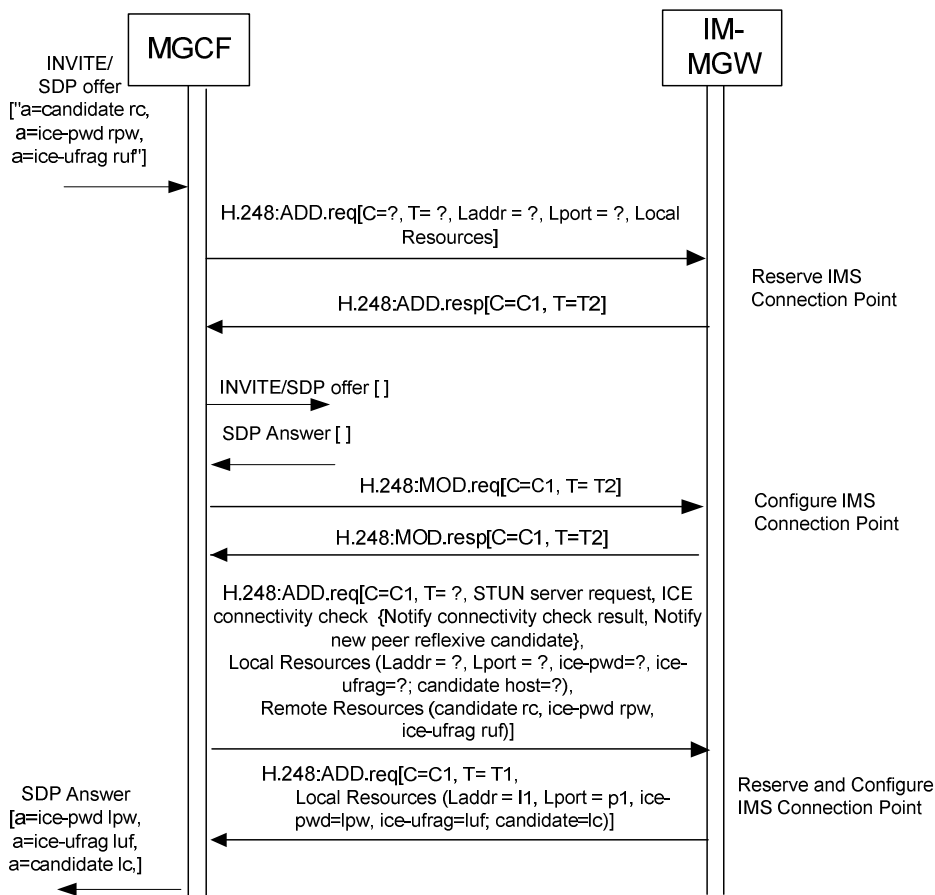 MGCF
IM-
MGW
INVITE/
SDP offer
["a=candidate rc,
a=ice-pwd rpw,
a=ice-ufrag ruf"]
H.248:ADD.req[C=?, T= ?, Laddr = ?, Lport = ?, Local
Resources]
Reserve IMS
Connection Point
H.248:ADD.resp[C=C1, T=T2]
INVITE/SDP offer [ ]
SDP Answer [ ]
H.248:MOD.req[C=C1, T= T2]
Configure IMS
Connection Point
H.248:MOD.resp[C=C1, T=T2]
H.248:ADD.req[C=C1, T= ?, STUN server request, ICE
connectivity check {Notify connectivity check result, Notify
new peer reflexive candidate},
Local Resources (Laddr = ?, Lport = ?, ice-pwd=?, ice-
ufrag=?; candidate host=?),
Remote Resources (candidate rc, ice-pwd rpw,
ice-ufrag ruf)]
H.248:ADD.req[C=C1, T= T1,
Local Resources (Laddr = l1, Lport = p1, ice-
pwd=lpw, ice-ufrag=luf; candidate=lc)]
Reserve and Configure
IMS Connection Point
SDP Answer
[a=ice-pwd lpw,
a=ice-ufrag luf,
a=candidate lc,]